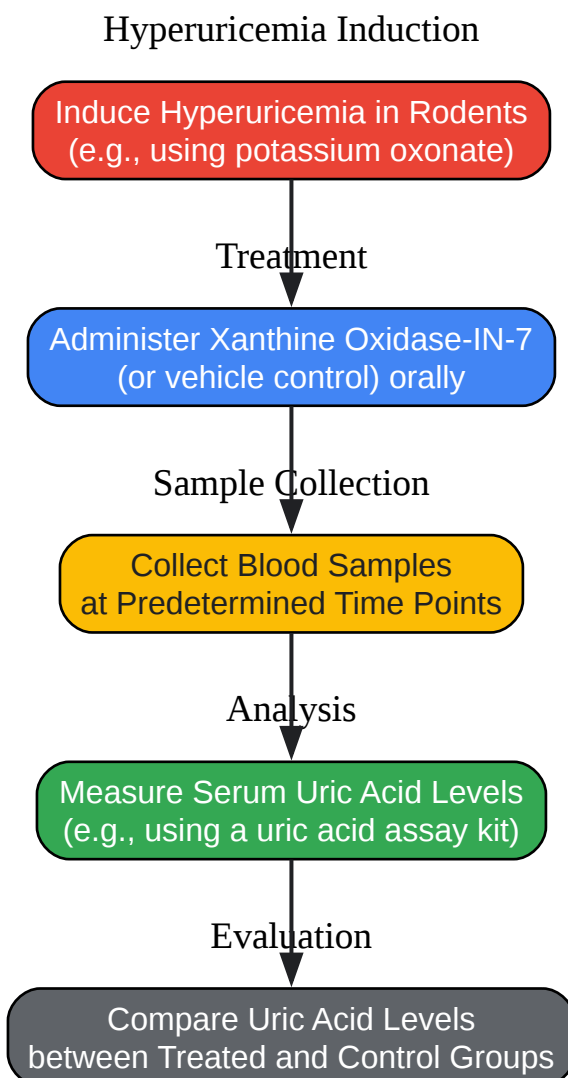 Hyperuricemia Induction
Induce Hyperuricemia in Rodents
(e.g., using potassium oxonate)
Treatment
Administer Xanthine Oxidase-IN-7
(or vehicle control) orally
Sample Collection
Collect Blood Samples
at Predetermined Time Points
Analysis
Measure Serum Uric Acid Levels
(e.g., using a uric acid assay kit)
Evaluation
Compare Uric Acid Levels
between Treated and Control Groups